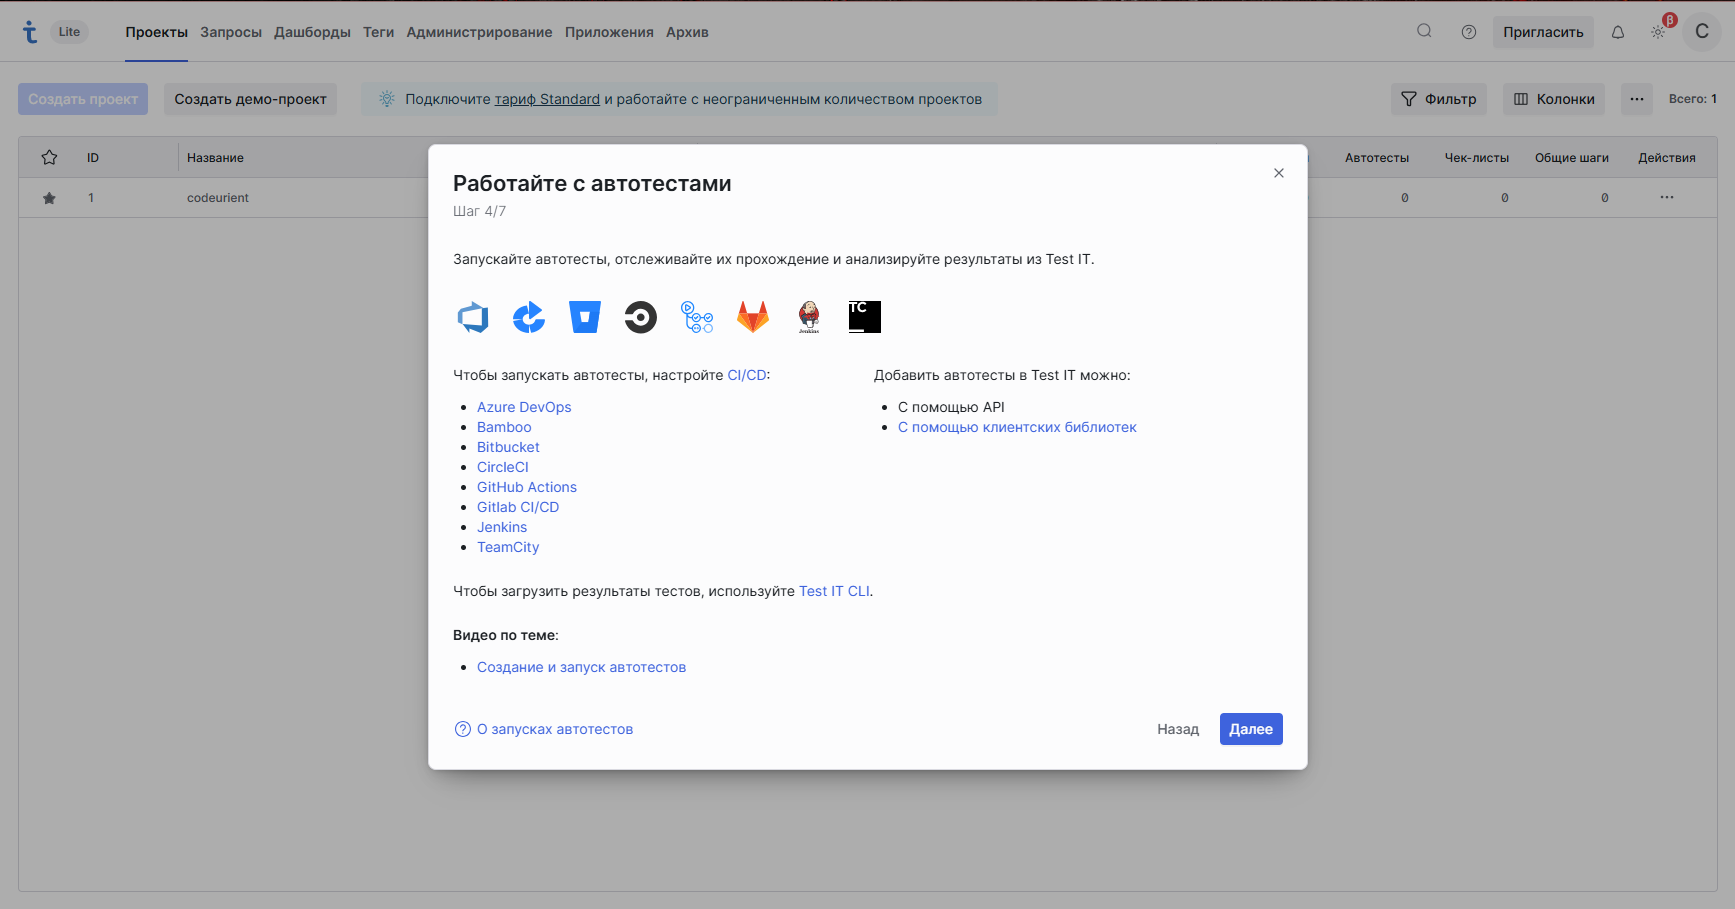 Lite
Проекты Запросы Дашборды Теги Администрирование Приложения Архив
Пригласить
β
C
Создать проект
Создать демо-проект
Подключите тариф Standard и работайте с неограниченным количеством проектов
Фильтр
Колонки
Всего: 1
ID Название Автотесты Чек-листы Общие шаги Действия
1 codeurient 0 0 0
Работайте с автотестами
Шаг 4/7
Запускайте автотесты, отслеживайте их прохождение и анализируйте результаты из Test IT.
Jenkins
TC
Чтобы запускать автотесты, настройте CI/CD:
Azure DevOps
Bamboo
Bitbucket
CircleCI
GitHub Actions
Gitlab CI/CD
Jenkins
TeamCity
Добавить автотесты в Test IT можно:
С помощью API
С помощью клиентских библиотек
Чтобы загрузить результаты тестов, используйте Test IT CLI.
Видео по теме:
Создание и запуск автотестов
О запусках автотестов
Назад
Далее